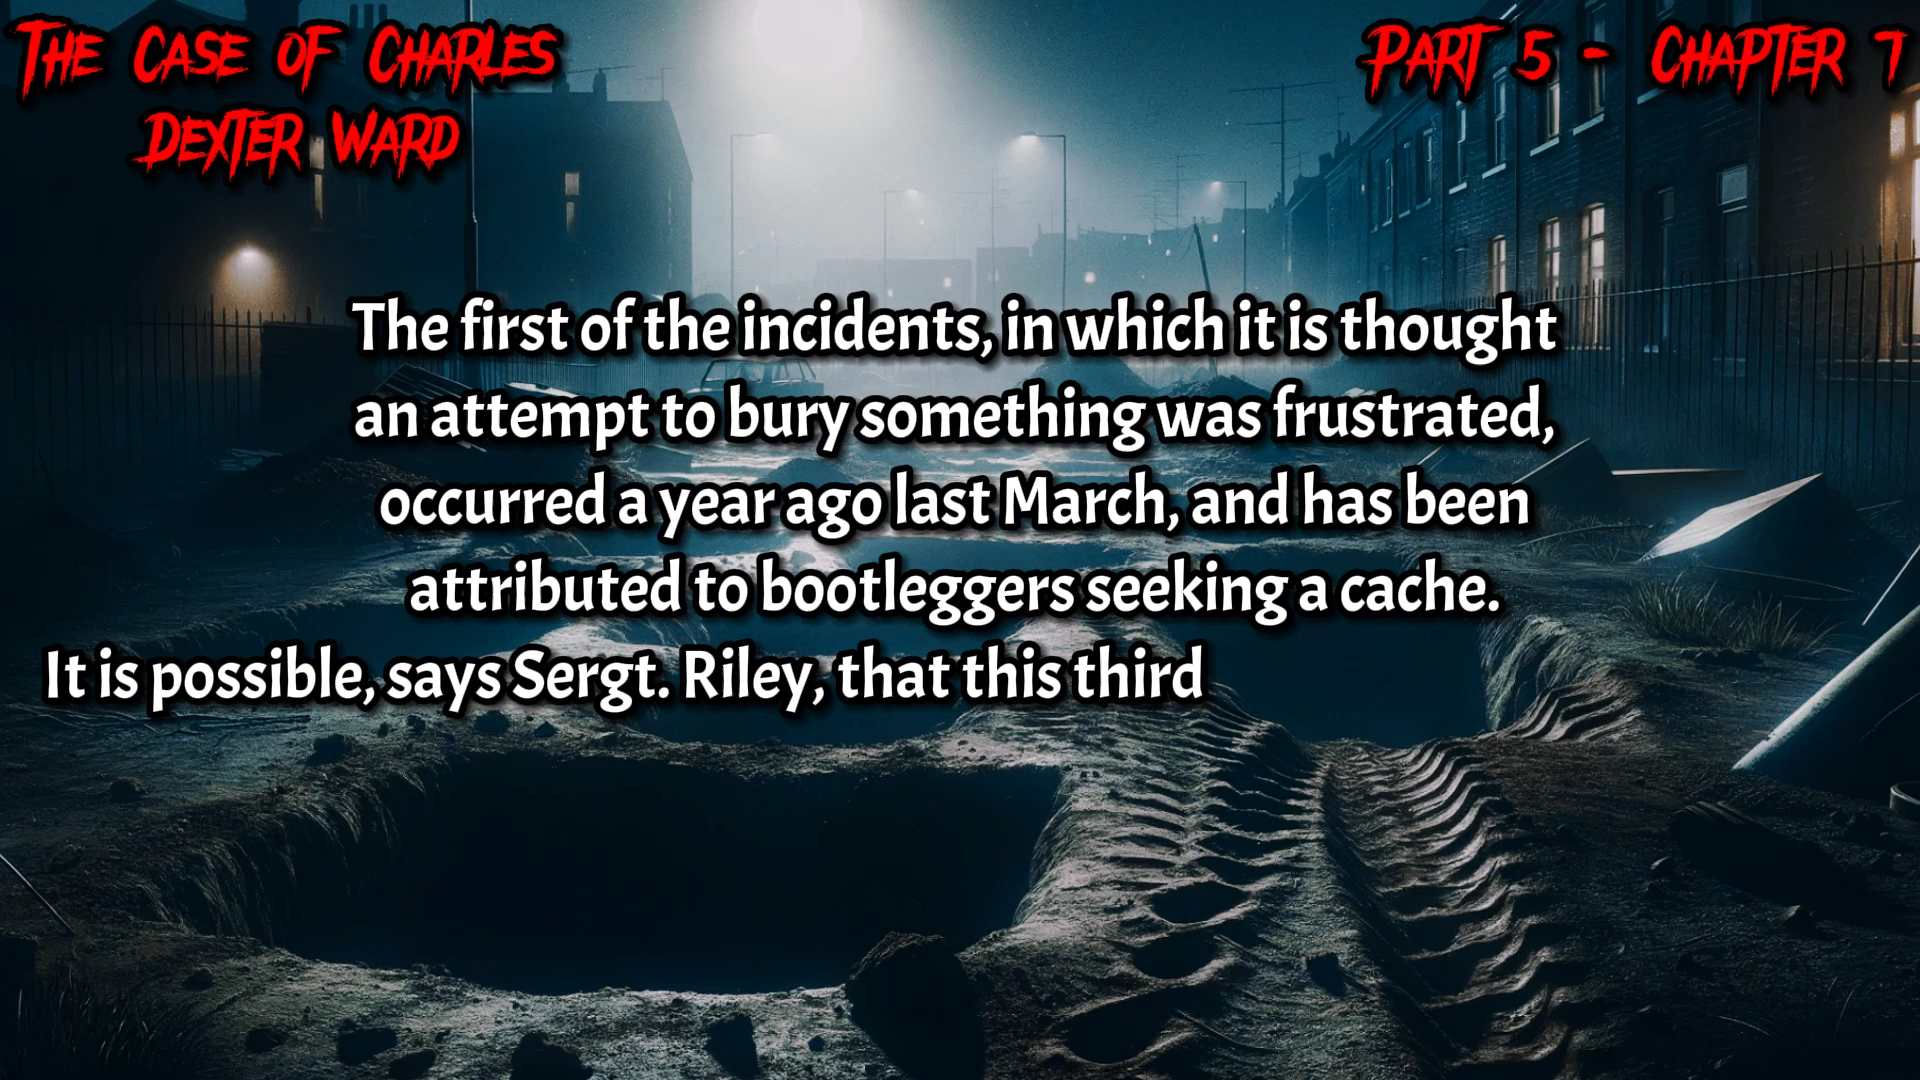 The Case of Charles
Dexter Ward
Part 5 - Chapter 7
The first of the incidents, in which it is thought
an attempt to bury something was frustrated,
occurred a year ago last March, and has been
attributed to bootleggers seeking a cache.
It is possible, says Sergt. Riley, that this third